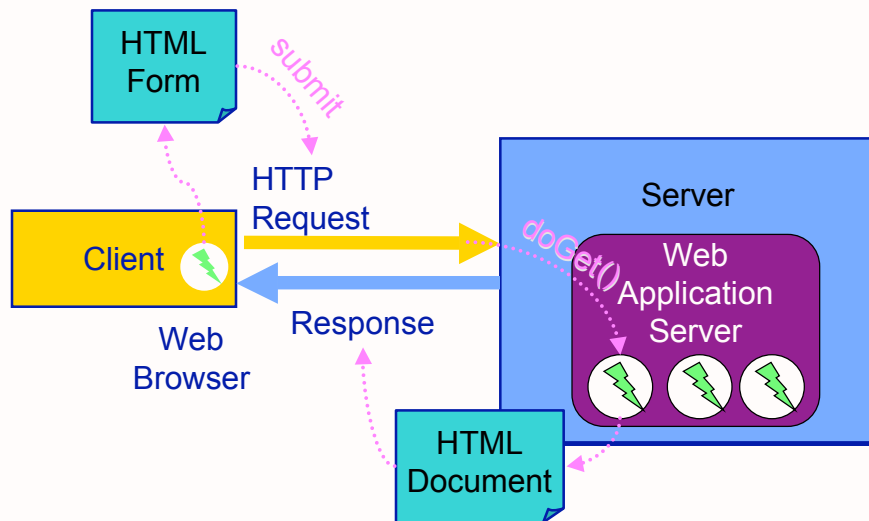 HTML
Form
submit
HTTP
Request
Server
Client
doGet()
Web
Application
Server
Response
Web
Browser
HTML
Document